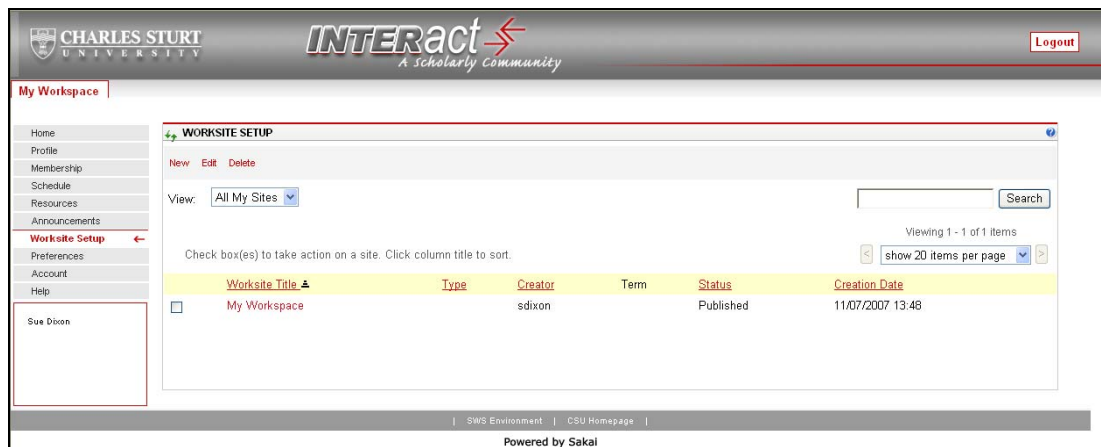 CHARLES STURT
UNIVERSITY
INTERact
A Scholarly Community
Logout
My Workspace
Home
Profile
Membership
Schedule
Resources
Announcements
Worksite Setup
Preferences
Account
Help
Sue Dixon
WORKSITE SETUP
New Edit Delete
View: All My Sites
Search
Viewing 1 - 1 of 1 items
< show 20 items per page >
Check box(es) to take action on a site. Click column title to sort.
Worksite Title Type Creator Term Status Creation Date
My Workspace sdixon Published 11/07/2007 13:48
| SWS Environment | CSU Homepage |
Powered by Sakai